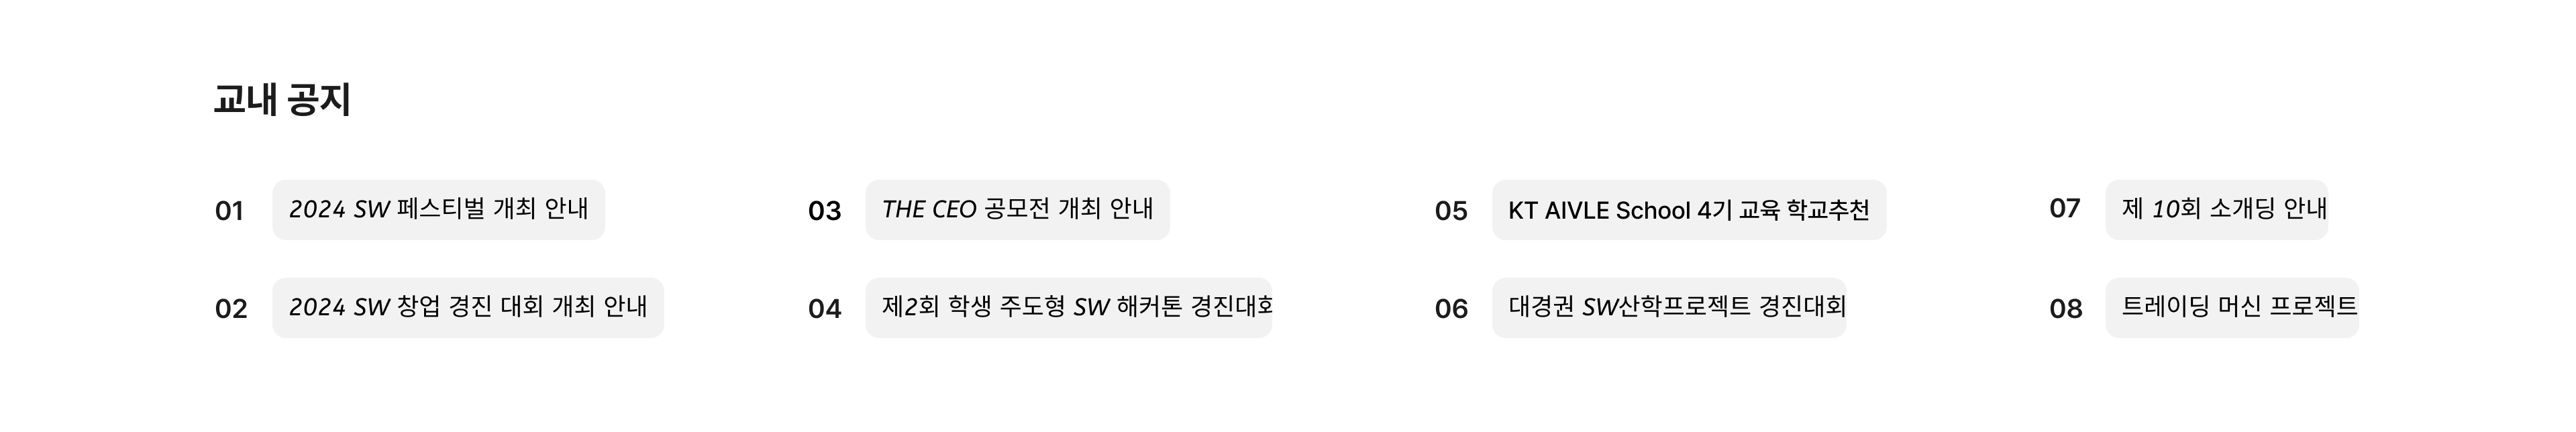 교내 공지
01 2024 SW 페스티벌 개최 안내
02 2024 SW 창업 경진 대회 개최 안내
03 THE CEO 공모전 개최 안내
04 제2회 학생 주도형 SW 해커톤 경진대회
05 KT AIVLE School 4기 교육 학교추천
06 대경권 SW산학프로젝트 경진대회
07 제 10회 소개딩 안내
08 트레이딩 머신 프로젝트